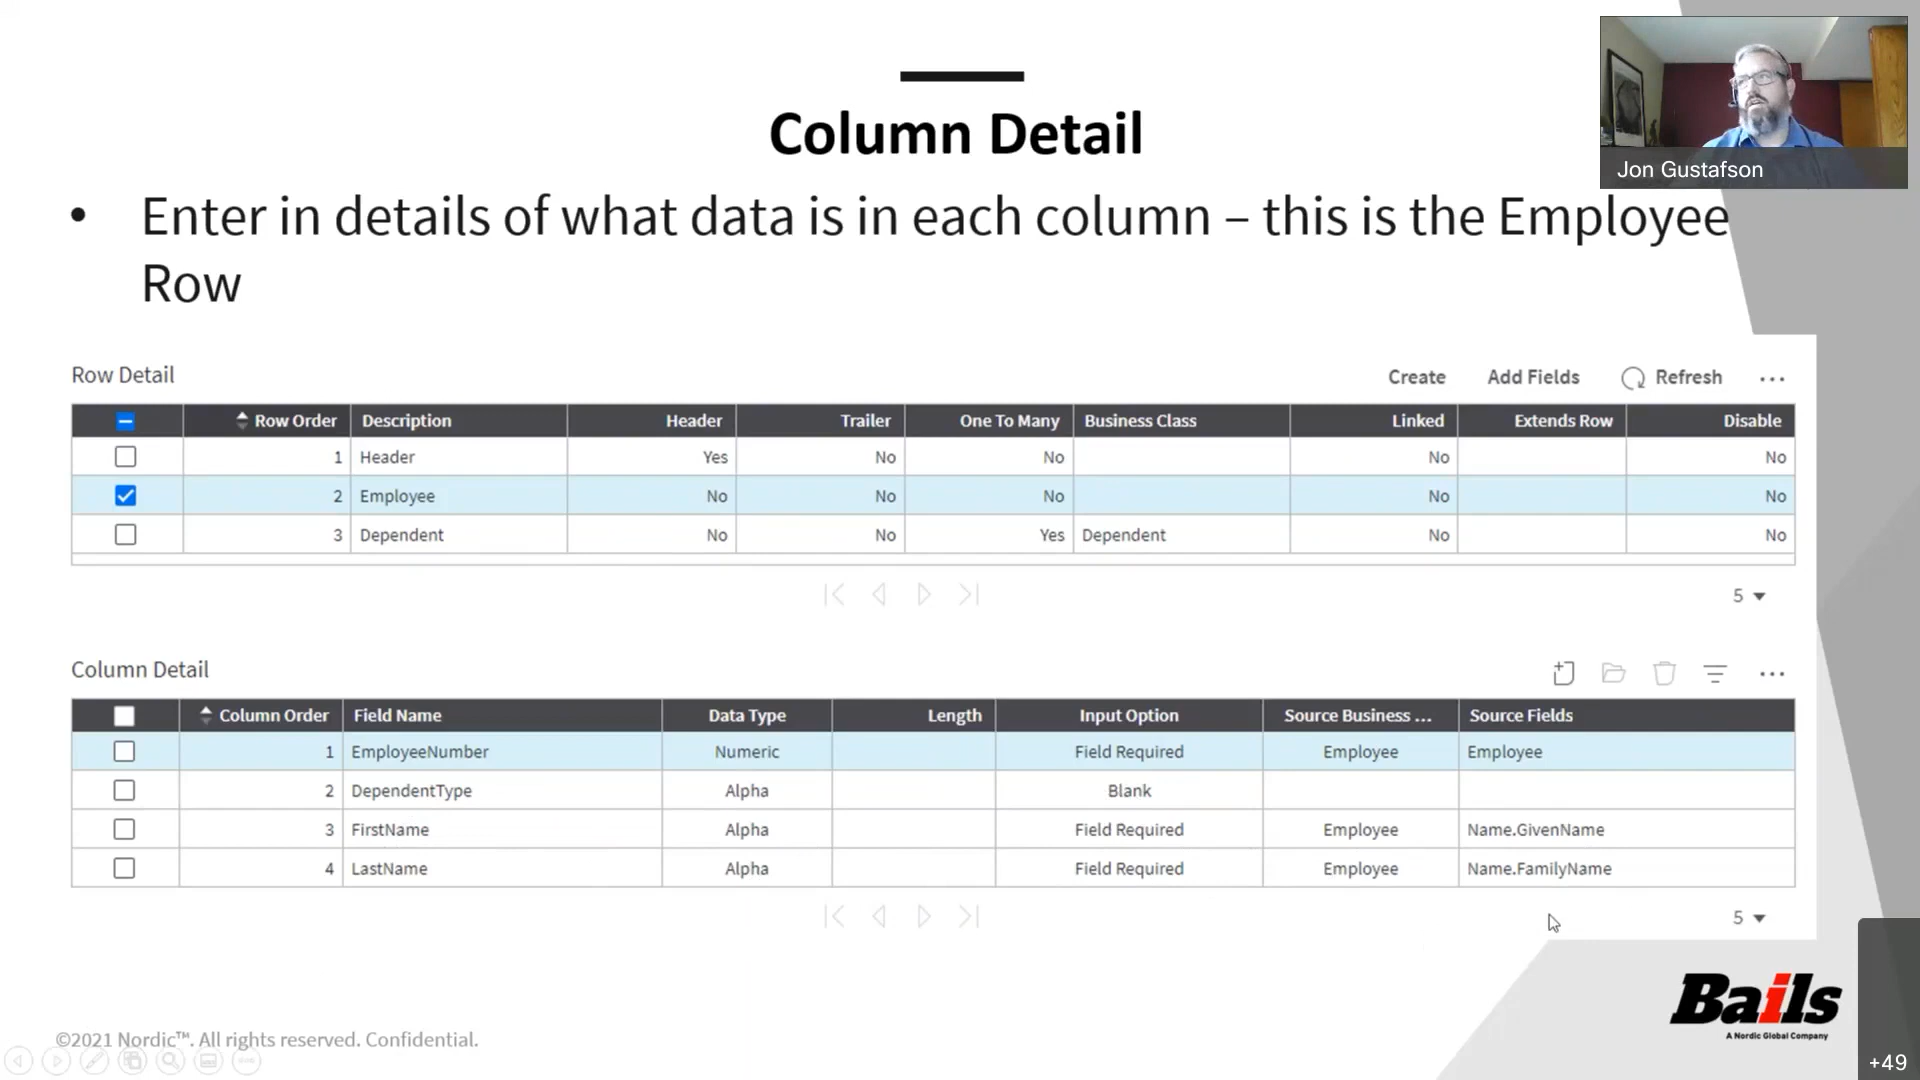 Column Detail
Jon Gustafson
• Enter in details of what data is in each column – this is the Employee
Row
Row Detail
Create Add Fields Refresh ...
Row Order Description Header Trailer One To Many Business Class Linked Extends Row Disable
1 Header Yes No No No No
2 Employee No No No No No
3 Dependent No No Yes Dependent No No
5
Column Detail
...
Column Order Field Name Data Type Length Input Option Source Business ... Source Fields
1 EmployeeNumber Numeric Field Required Employee Employee
2 DependentType Alpha Blank
3 FirstName Alpha Field Required Employee Name.GivenName
4 LastName Alpha Field Required Employee Name.FamilyName
5
Bails
A Nordic Global Company
©2021 Nordic™. All rights reserved. Confidential.
+49